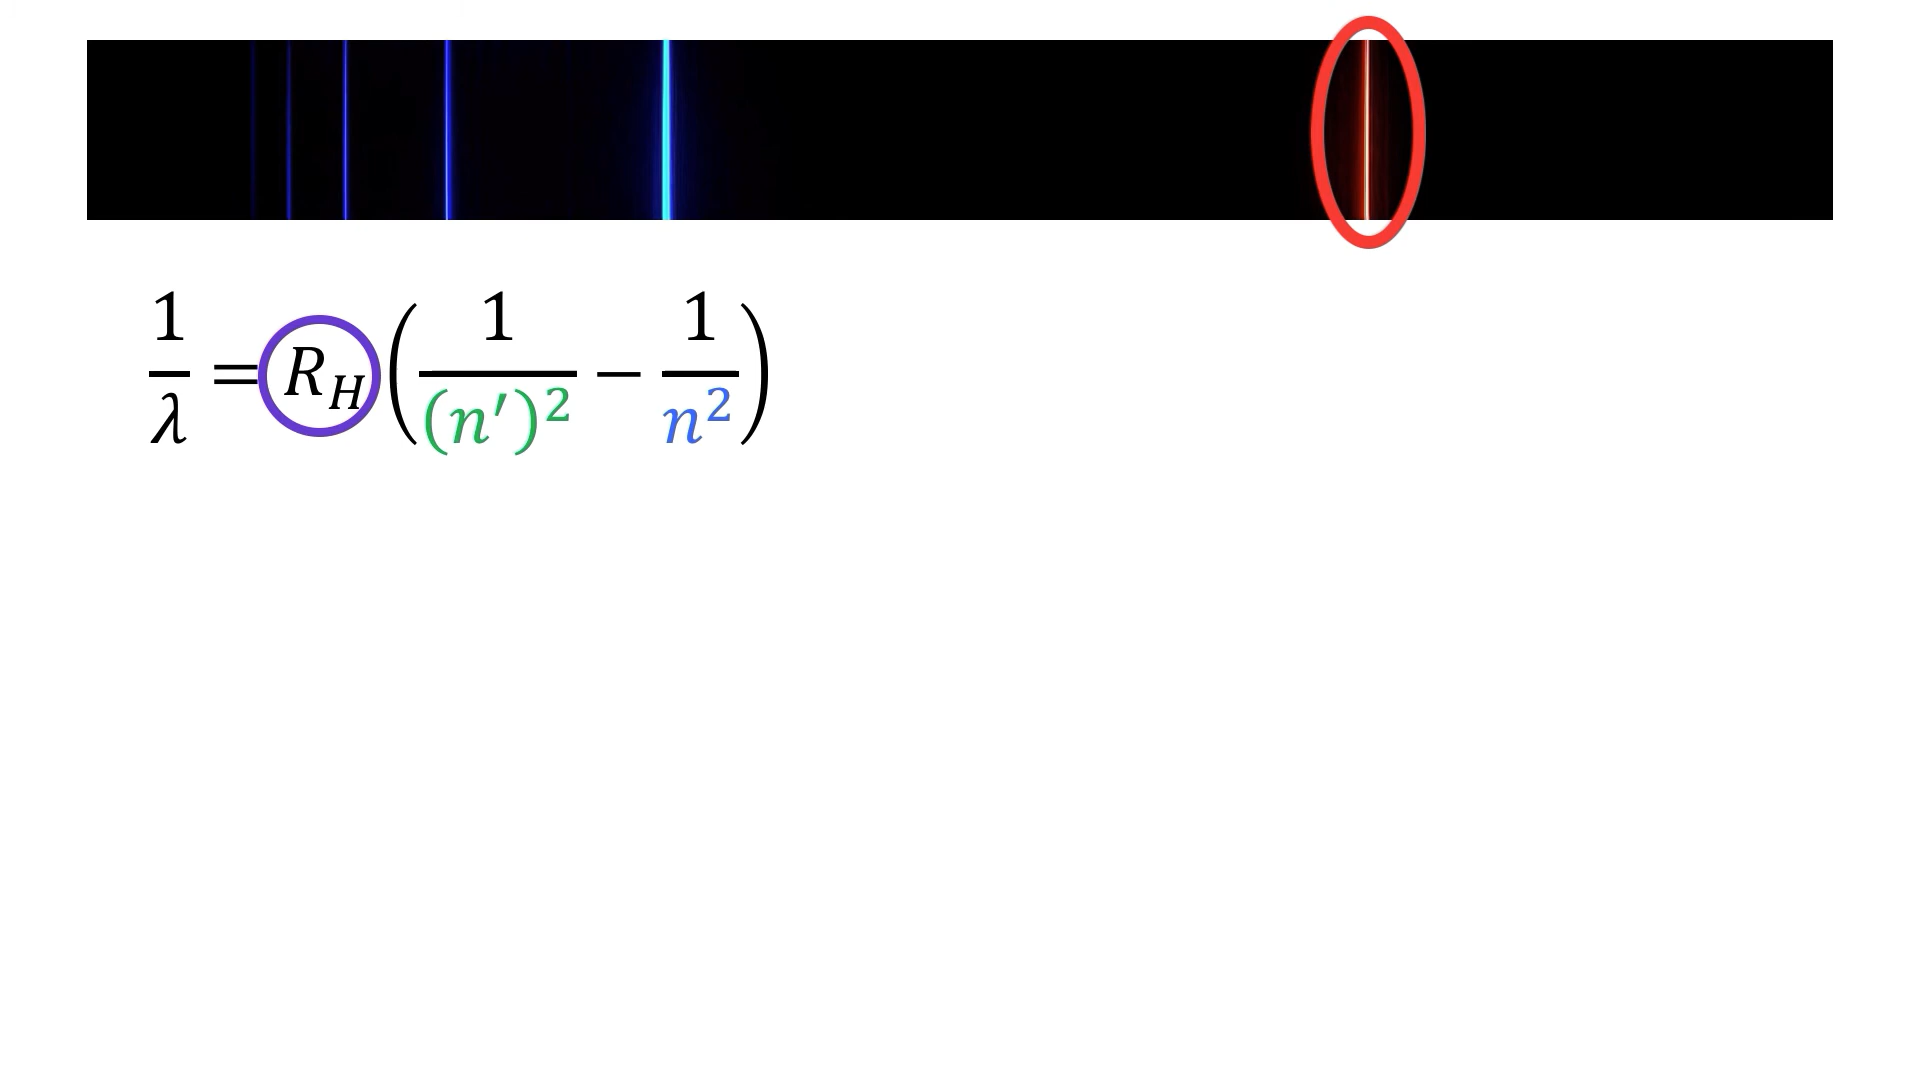 1/λ = R_H (1/(n′)² − 1/n²)